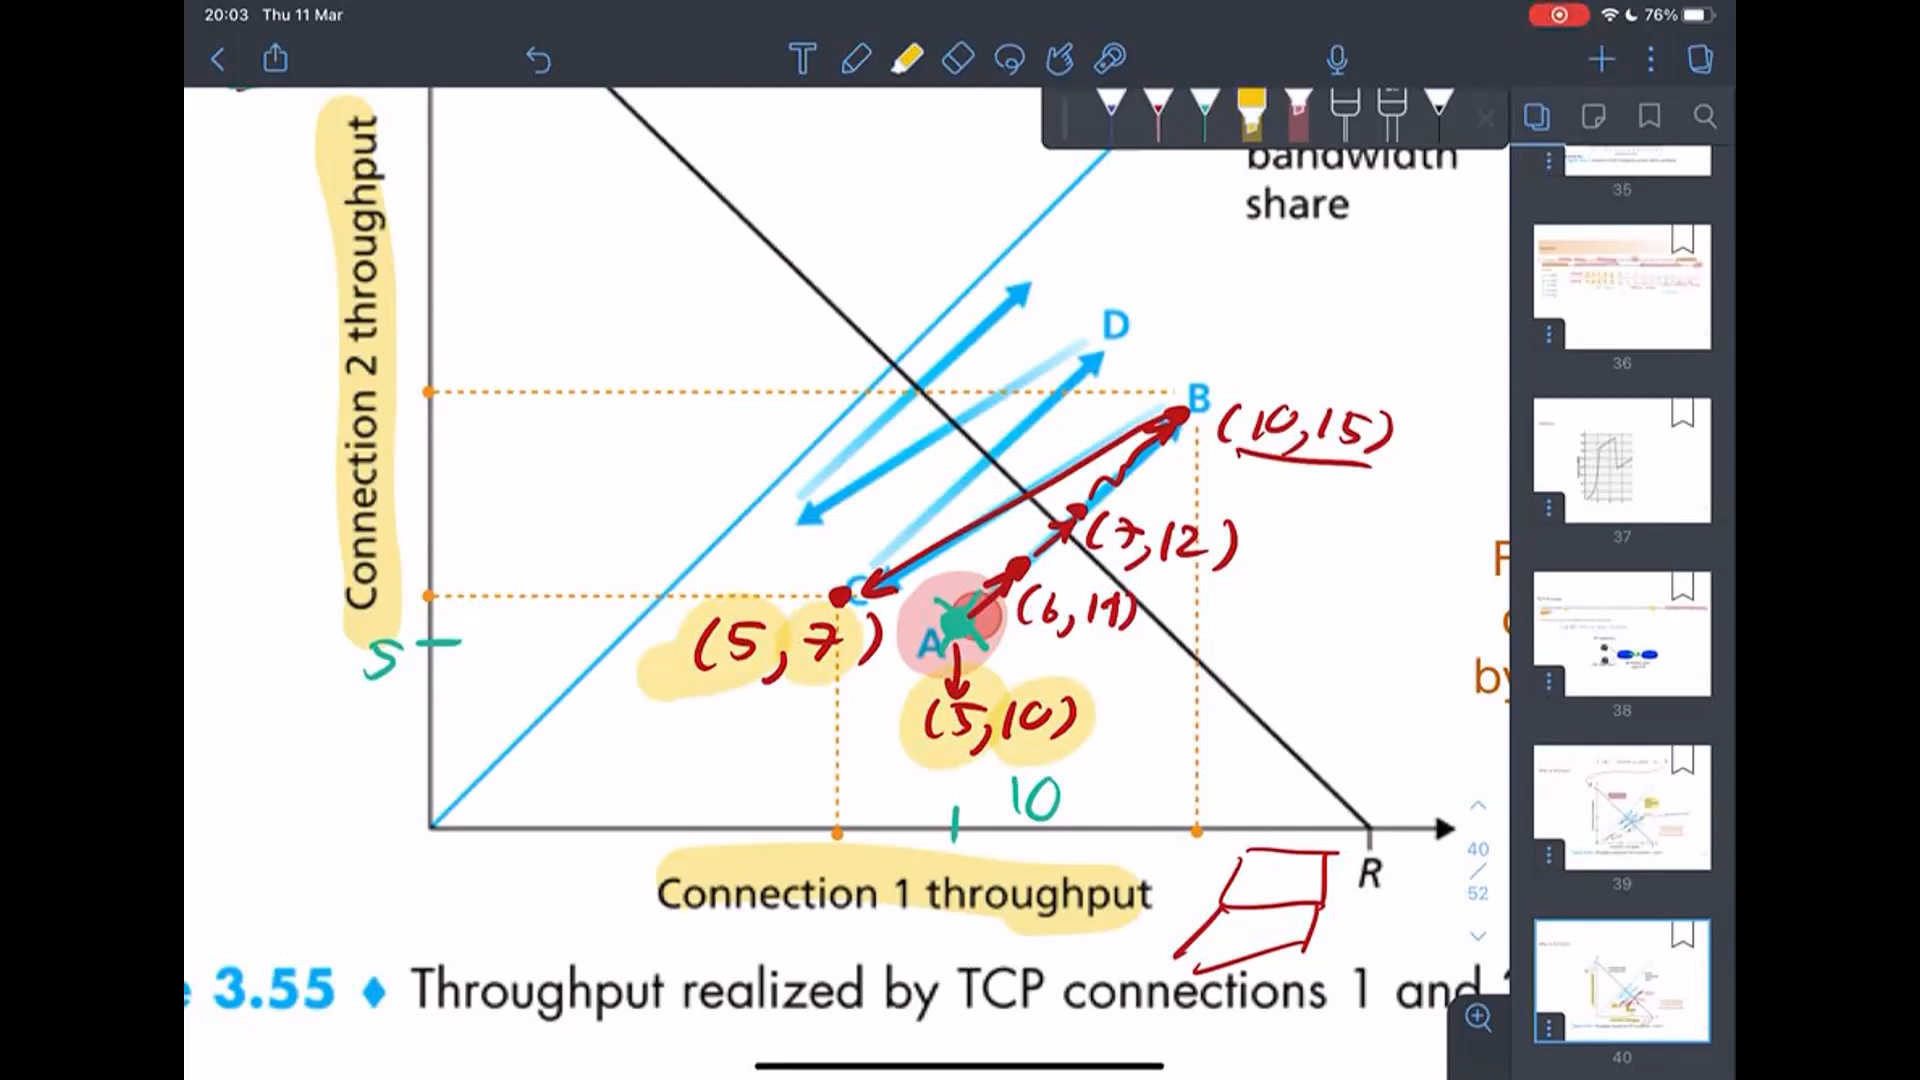 20:03 Thu 11 Mar
76%
bandwidth
share
Connection 2 throughput
D
B
(10,15)
(7,12)
C
(6,11)
A
(5,7)
5
(5,10)
10
R
Connection 1 throughput
3.55 ♦ Throughput realized by TCP connections 1 and
by
35
36
37
38
39
40
40
/
52